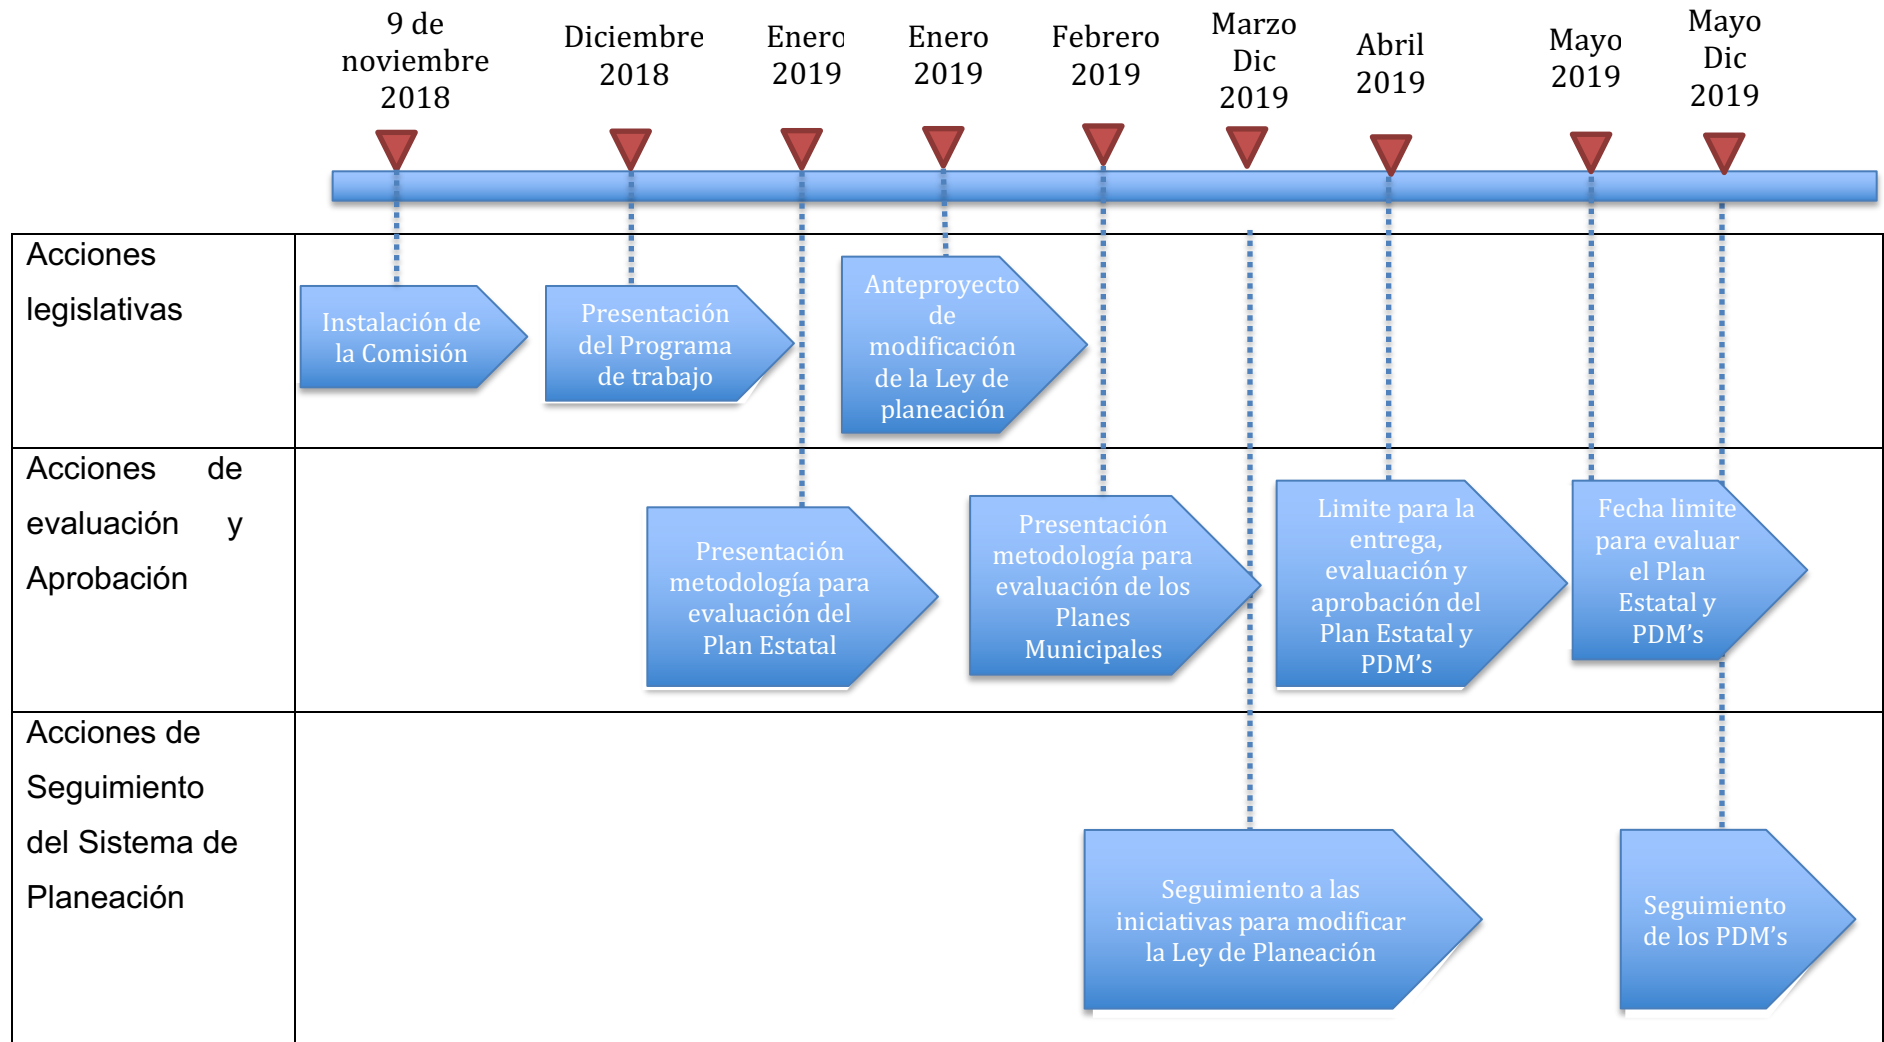 9 de
noviembre
2018
Diciembre
2018
Enero
2019
Enero
2019
Febrero
2019
Marzo
Dic
2019
Abril
2019
Mayo
2019
Mayo
Dic
2019
Acciones
legislativas
Instalación de
la Comisión
Presentación
del Programa
de trabajo
Anteproyecto
de
modificación
de la Ley de
planeación
Acciones de
evaluación y
Aprobación
Presentación
metodología para
evaluación del
Plan Estatal
Presentación
metodología para
evaluación de los
Planes
Municipales
Limite para la
entrega,
evaluación y
aprobación del
Plan Estatal y
PDM’s
Fecha limite
para evaluar
el Plan
Estatal y
PDM’s
Acciones de
Seguimiento
del Sistema de
Planeación
Seguimiento a las
iniciativas para modificar
la Ley de Planeación
Seguimiento
de los PDM’s